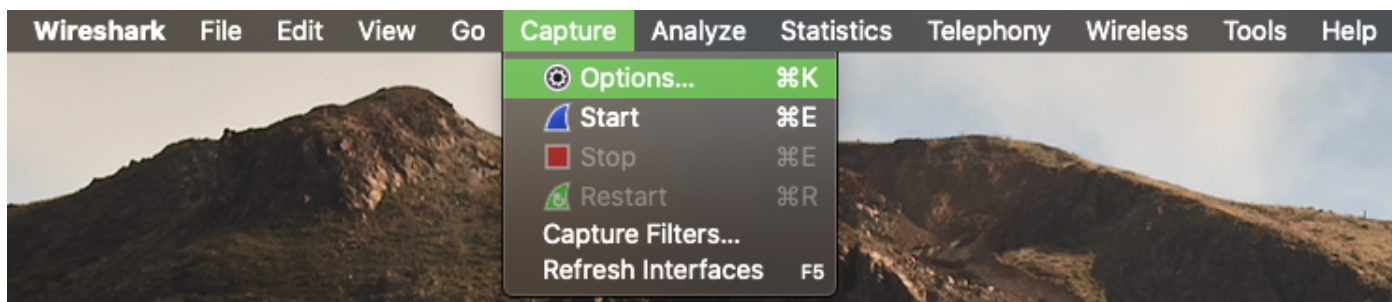 Wireshark File Edit View Go Capture Analyze Statistics Telephony Wireless Tools Help
Options... ⌘K
Start ⌘E
Stop ⌘E
Restart ⌘R
Capture Filters...
Refresh Interfaces F5